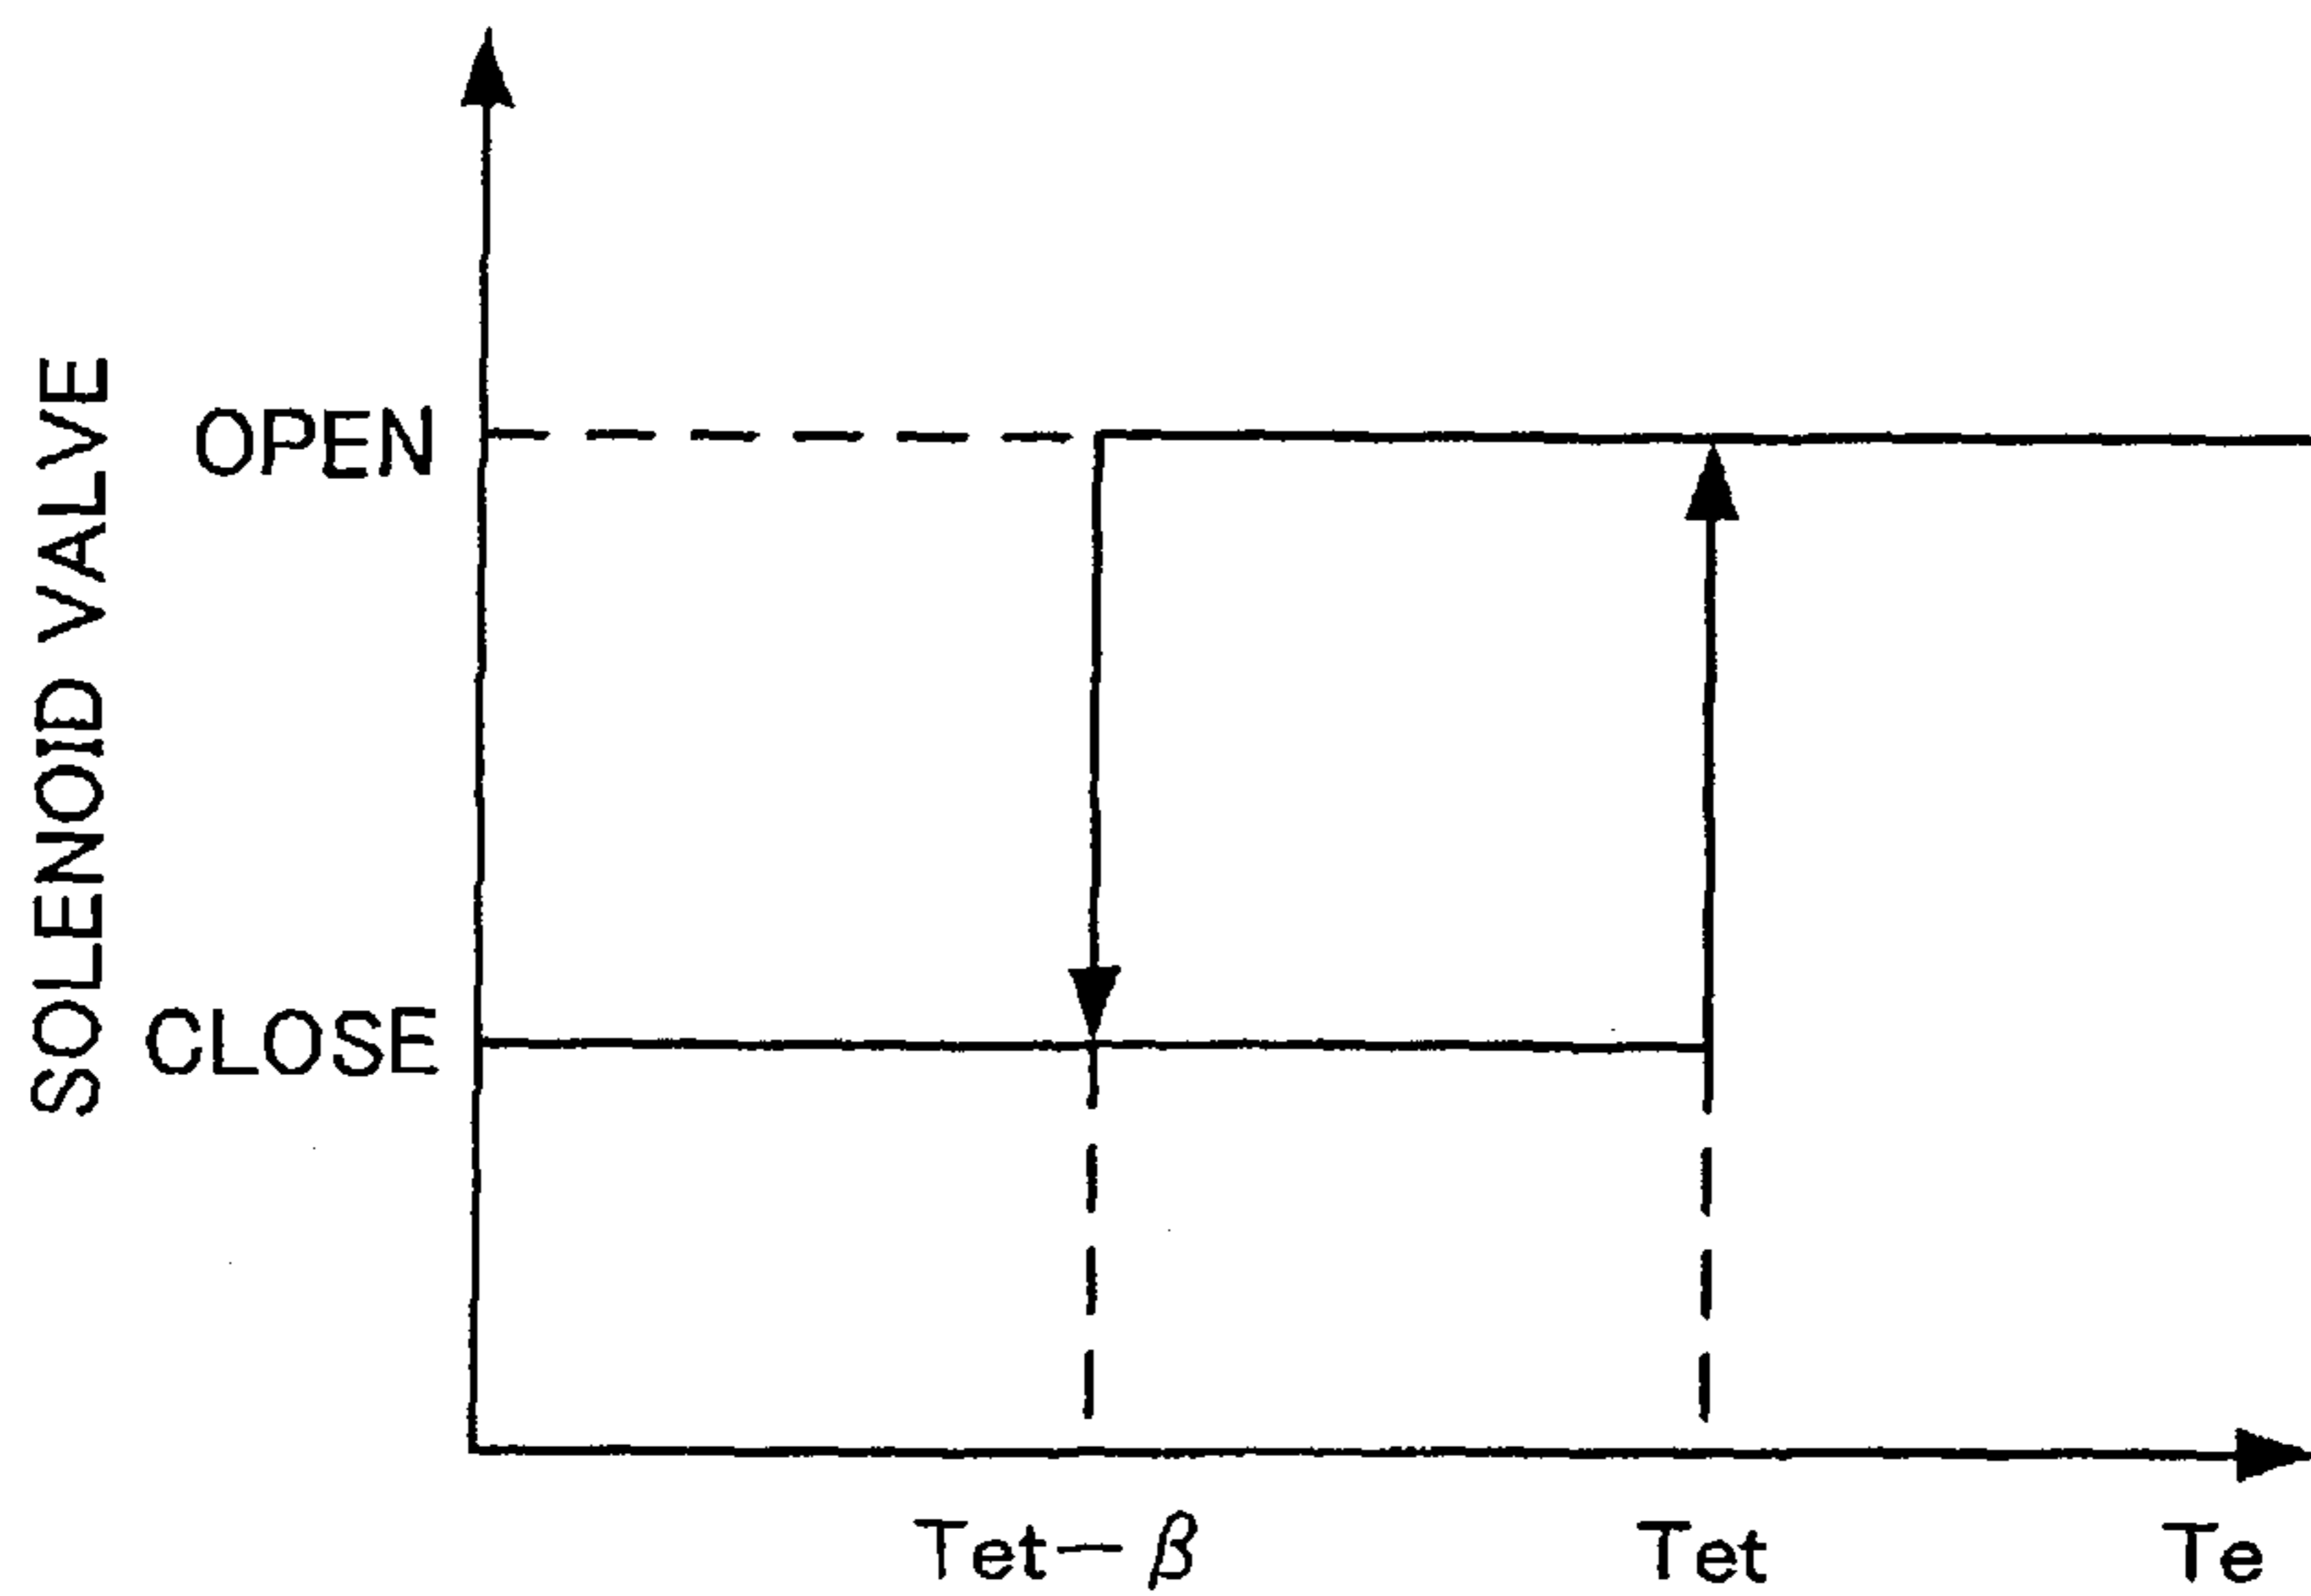 SOLENOID VALVE
OPEN
CLOSE
Tet-β
Tet
Te